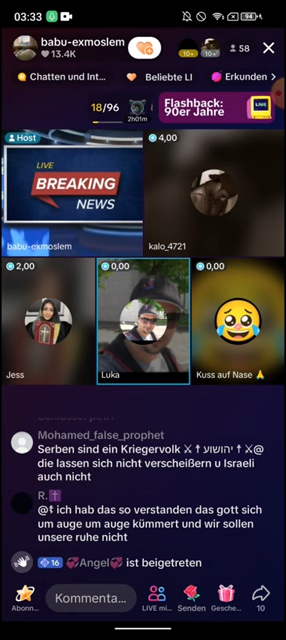 03:33
94
babu-exmoslem
13.4K
10+
10+
58
Chatten und Int...
Beliebte LI
Erkunden
18/96
2h01m
Flashback:
90er Jahre
LIVE
Host
LIVE
BREAKING
NEWS
babu-exmoslem
4,00
kalo_4721
2,00
Jess
0,00
Luka
0,00
Kuss auf Nase 🙏
Mohamed_false_prophet
Serben sind ein Kriegervolk ⚔✝יהושוע✝⚔@
die lassen sich nicht verscheißern u Israeli
auch nicht
R.✝️
@☦ ich hab das so verstanden das gott sich
um auge um auge kümmert und wir sollen
unsere ruhe nicht
16 💞Angel💞 ist beigetreten
Abonn...
Kommenta...
LIVE mi...
Senden
Gesche...
10